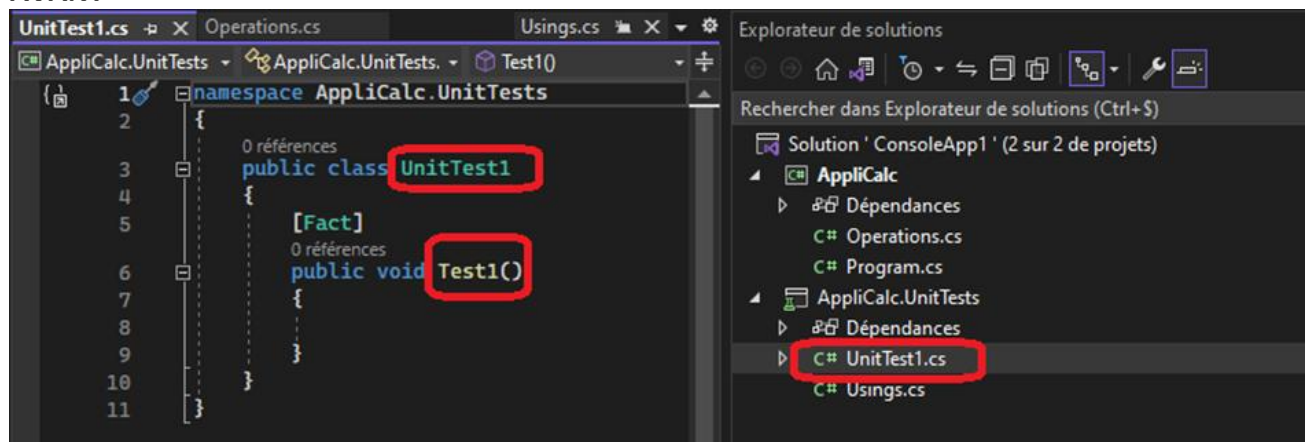 UnitTest1.cs Operations.cs Usings.cs
AppliCalc.UnitTests AppliCalc.UnitTests. Test1()
1 namespace AppliCalc.UnitTests
2 {
0 références
3 public class UnitTest1
4 {
5 [Fact]
0 références
6 public void Test1()
7 {
8
9 }
10 }
11 }
Explorateur de solutions
Rechercher dans Explorateur de solutions (Ctrl+$)
Solution ' ConsoleApp1 ' (2 sur 2 de projets)
C# AppliCalc
Dépendances
C# Operations.cs
C# Program.cs
AppliCalc.UnitTests
Dépendances
C# UnitTest1.cs
C# Usings.cs